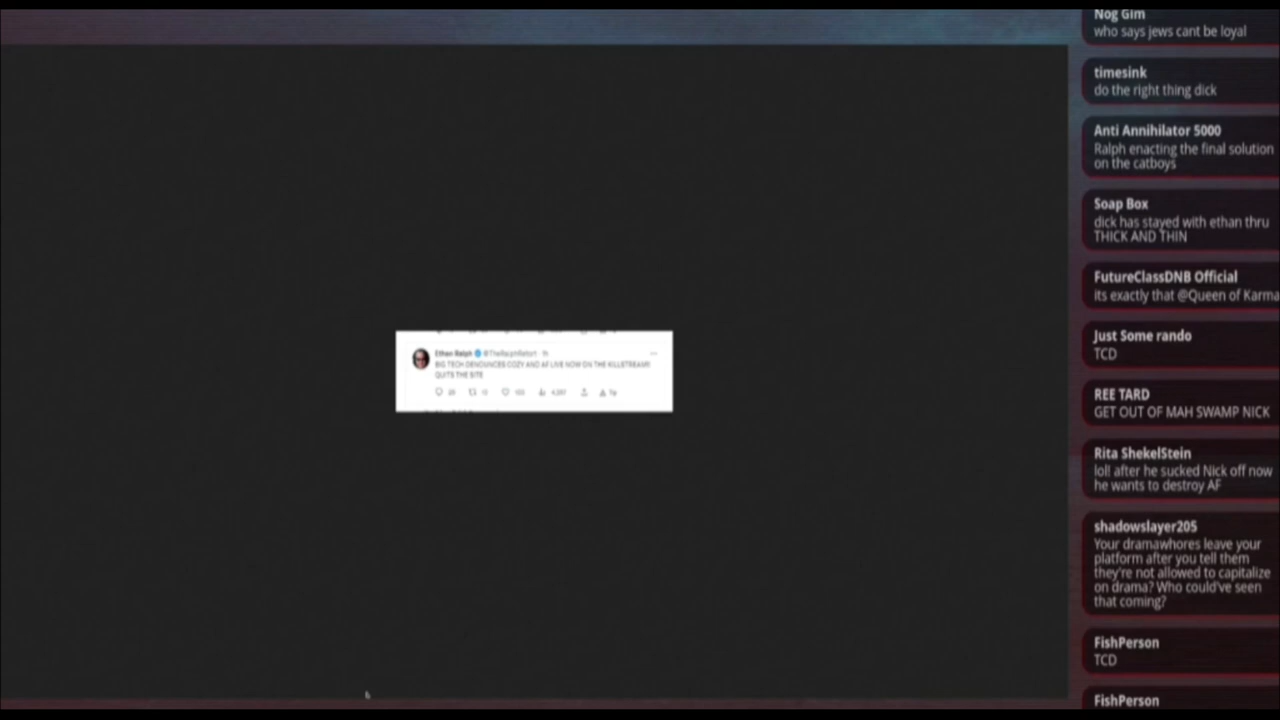 Ethan Ralph @TheRalphRetort · 1h
BIG TECH DENOUNCES COZY AND AF LIVE NOW ON THE KILLSTREAM!!
QUITS THE SITE
Nog Gim
who says jews cant be loyal
timesink
do the right thing dick
Anti Annihilator 5000
Ralph enacting the final solution
on the catboys
Soap Box
dick has stayed with ethan thru
THICK AND THIN
FutureClassDNB Official
its exactly that @Queen of Karma
Just Some rando
TCD
REE TARD
GET OUT OF MAH SWAMP NICK
Rita ShekelStein
lol! after he sucked Nick off now
he wants to destroy AF
shadowslayer205
Your dramawhores leave your
platform after you tell them
they're not allowed to capitalize
on drama? Who could've seen
that coming?
FishPerson
TCD
FishPerson